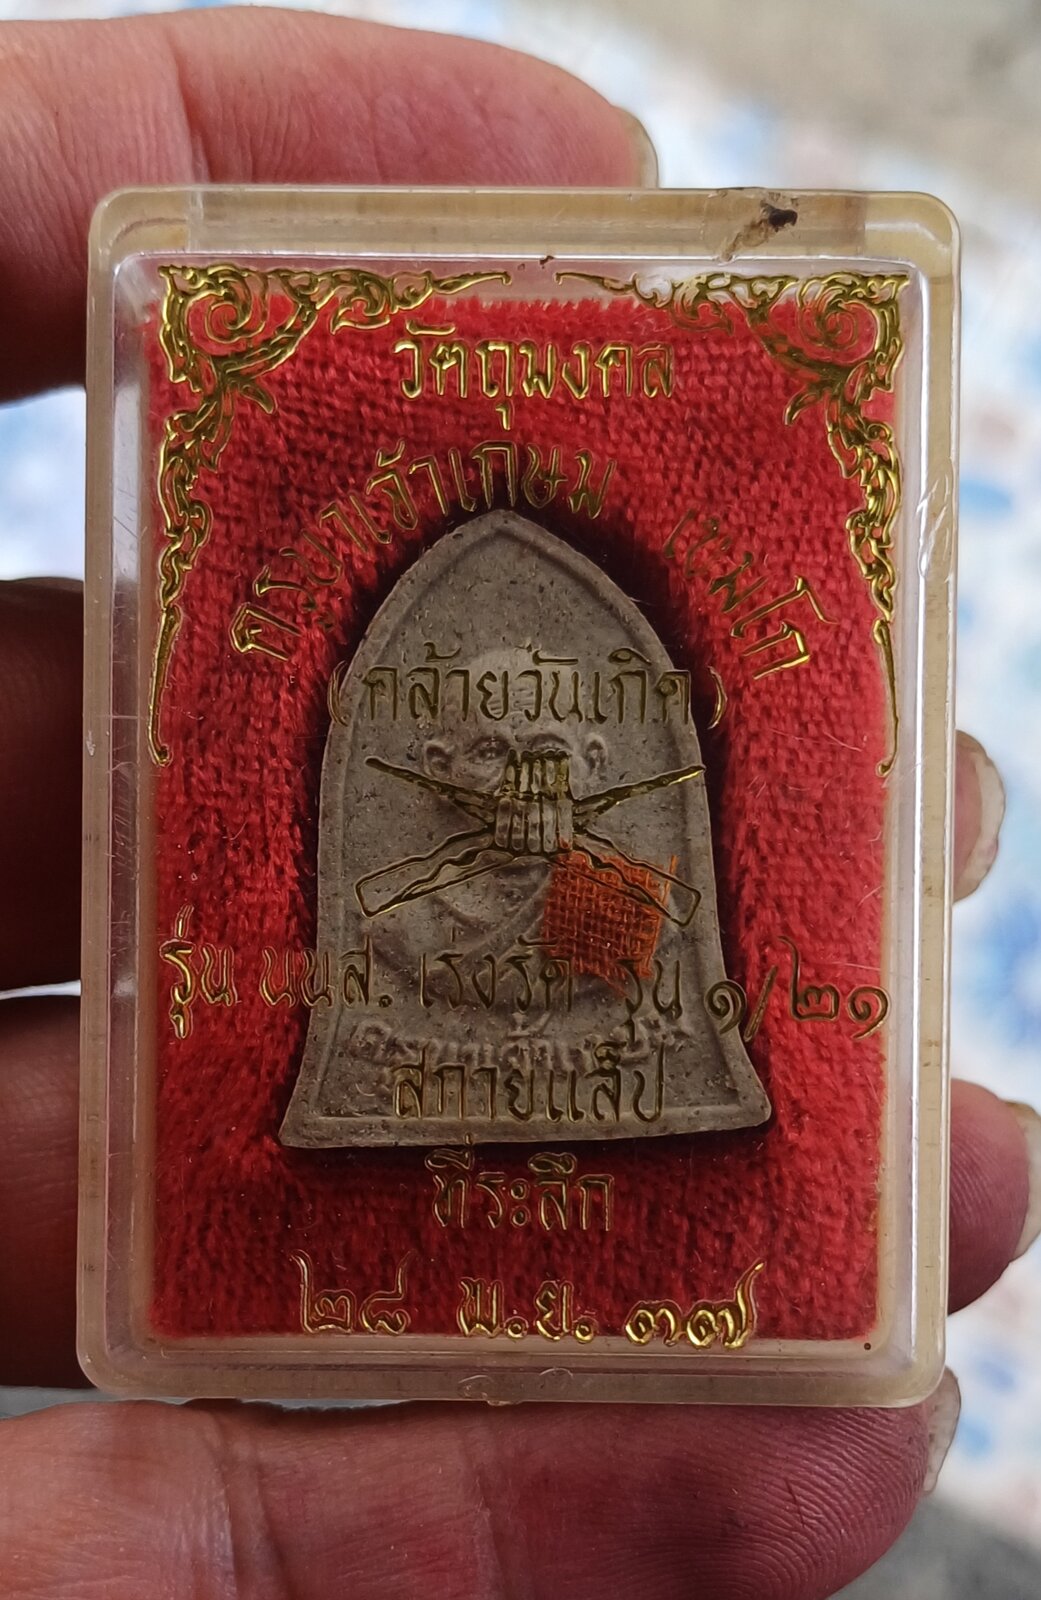 วัตถุมงคล
ครูบาเจ้าเกษม เขมโก
(คล้ายวันเกิด)
รุ่น นนส. เร่งรัด รุ่น ๑/๒๑
สกายแล็ป
ที่ระลึก
๒๘ พ.ย. ๓๗